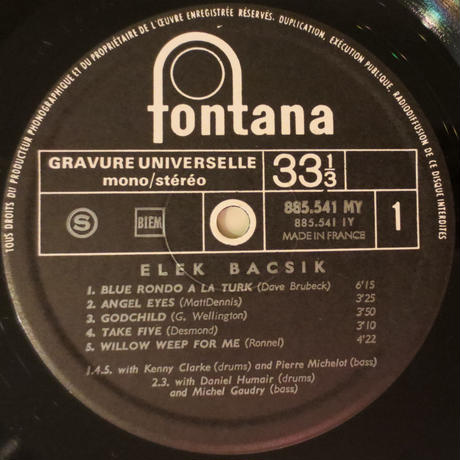 TOUS DROITS DU PRODUCTEUR PHONOGRAPHIQUE ET DU PROPRIÉTAIRE DE L'ŒUVRE ENREGISTRÉE RÉSERVÉS. DUPLICATION, EXÉCUTION PUBLIQUE, RADIODIFFUSION DE CE DISQUE INTERDITES
fontana
GRAVURE UNIVERSELLE
mono/stéréo
33 1/3
S
BIEM
885.541 MY
885.541 IY
MADE IN FRANCE
1
ELEK BACSIK
1. BLUE RONDO A LA TURK (Dave Brubeck) 6'15
2. ANGEL EYES (MattDennis) 3'25
3. GODCHILD (G. Wellington) 3'50
4. TAKE FIVE (Desmond) 3'10
5. WILLOW WEEP FOR ME (Ronnel) 4'22
1.4.5. with Kenny Clarke (drums) and Pierre Michelot (bass)
2.3. with Daniel Humair (drums)
and Michel Gaudry (bass)